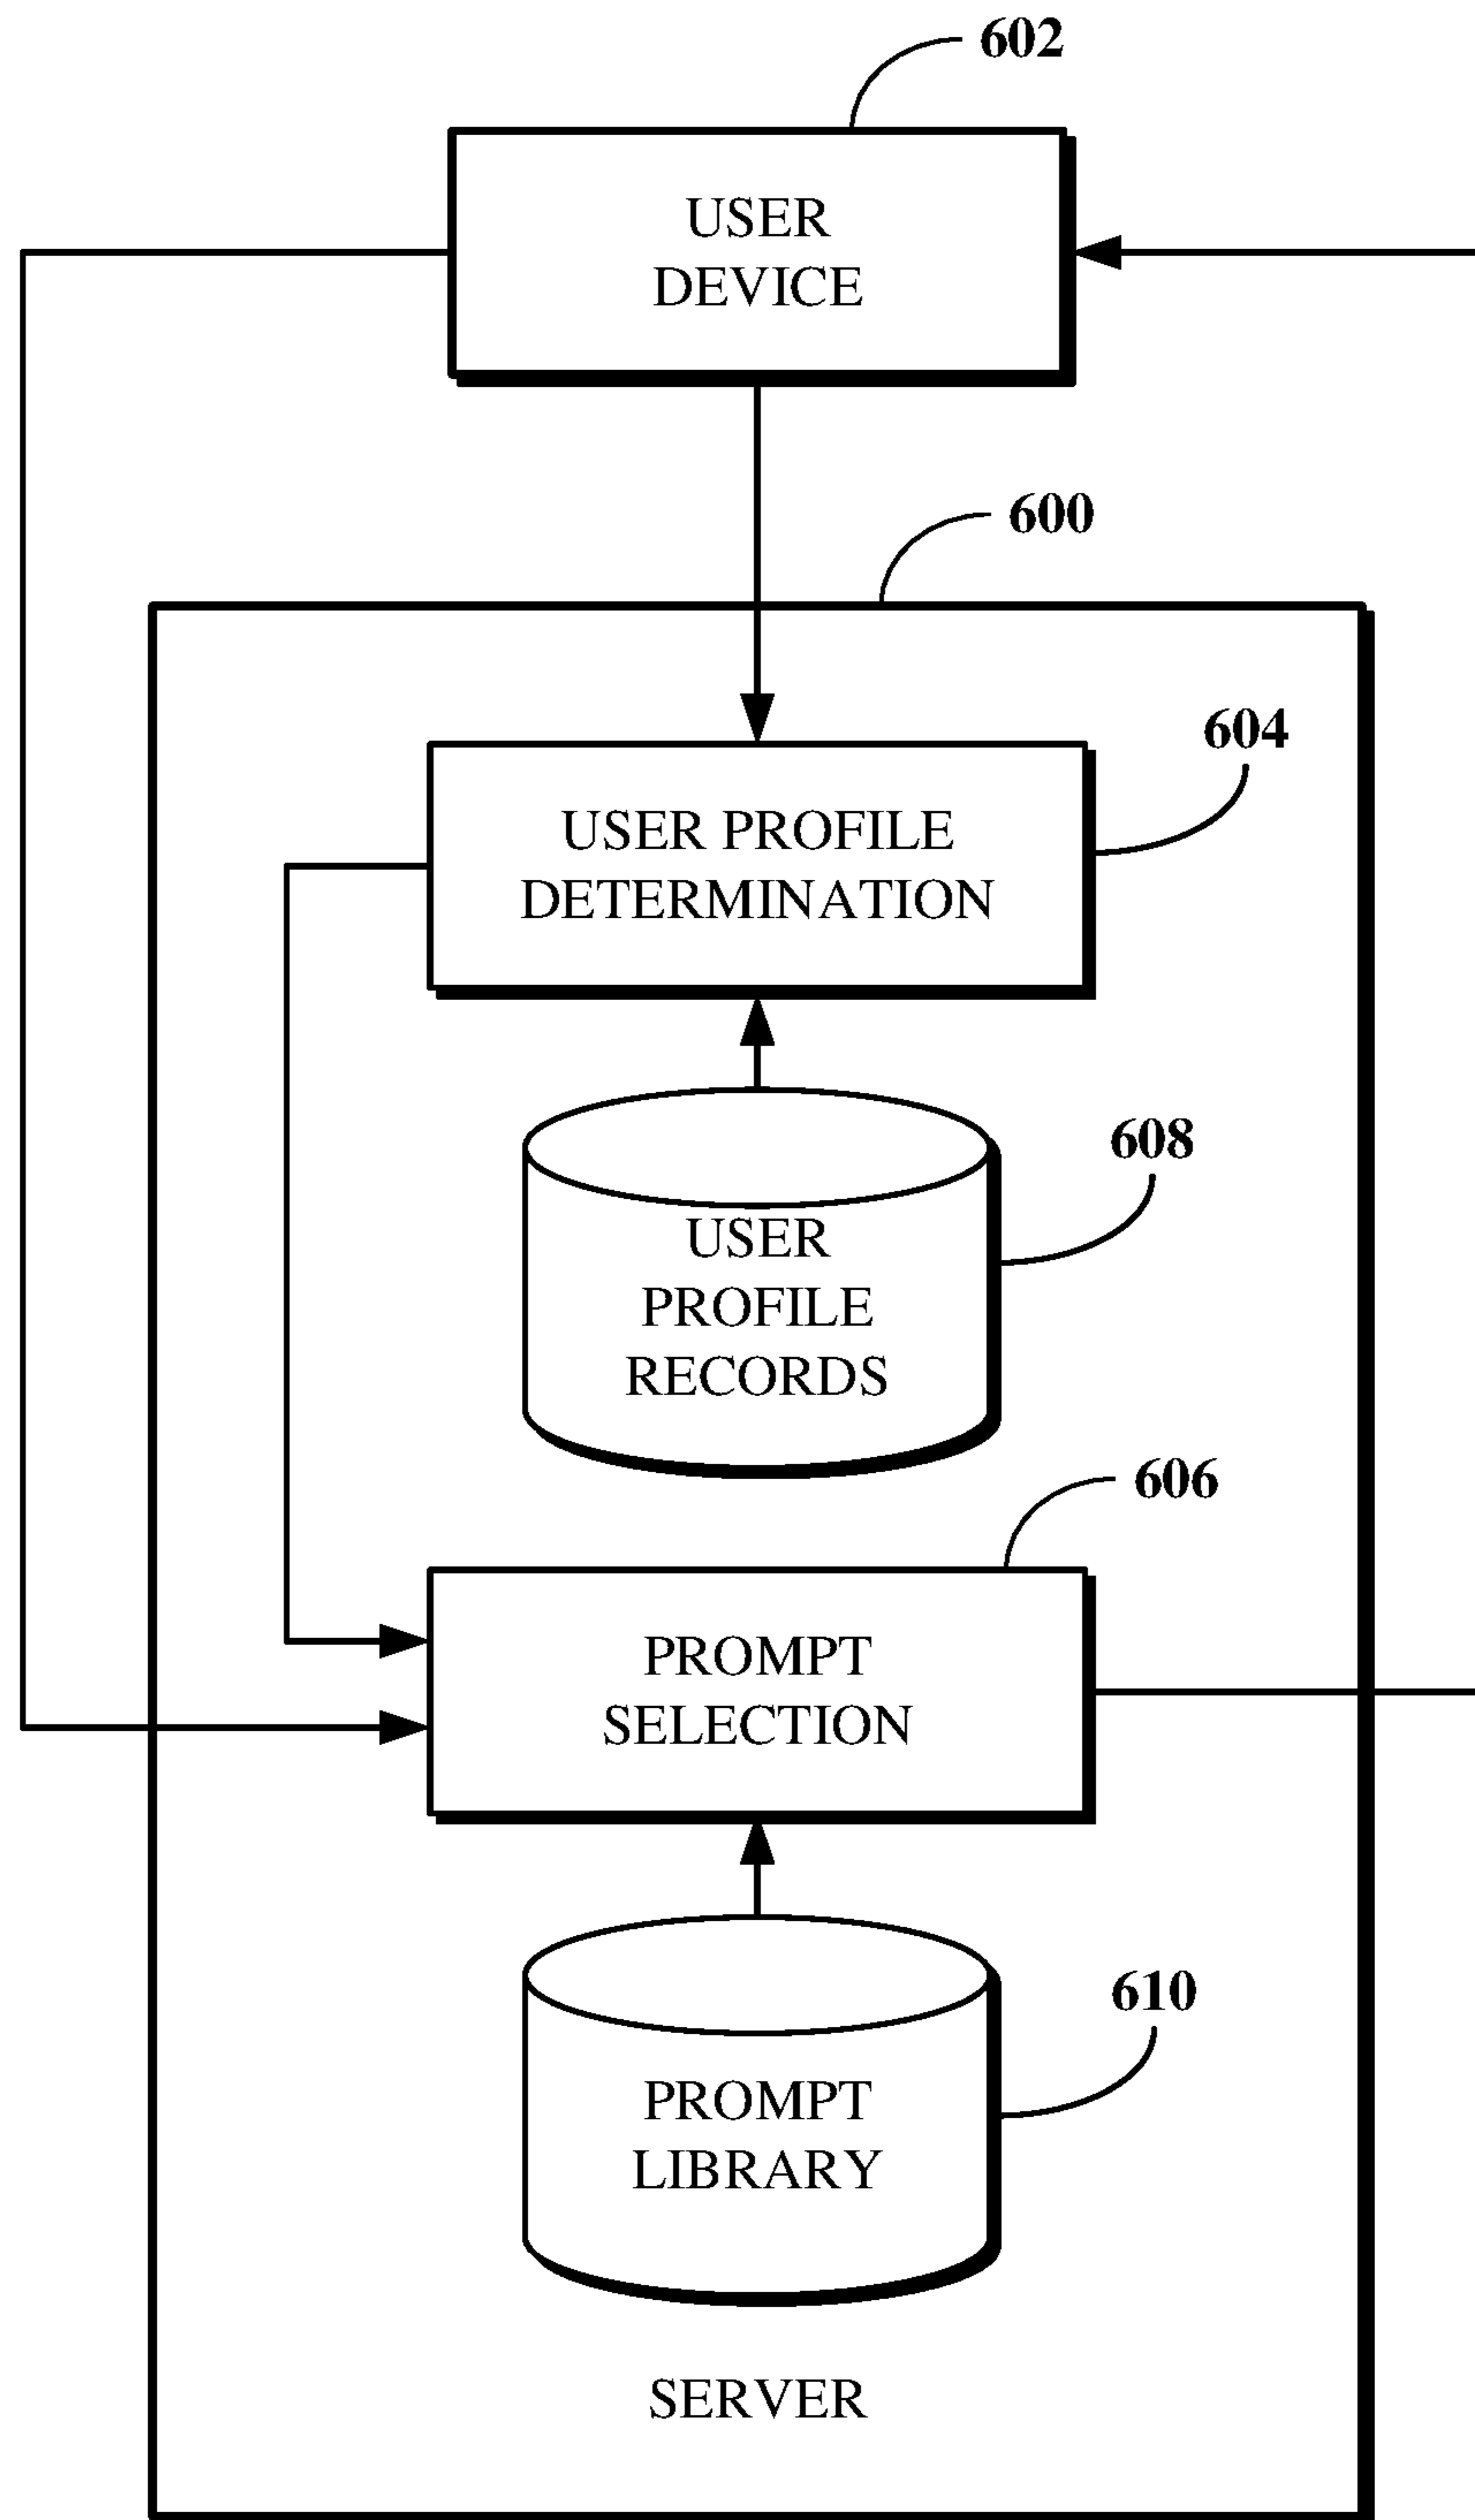 602
USER
DEVICE
600
604
USER PROFILE
DETERMINATION
608
USER
PROFILE
RECORDS
606
PROMPT
SELECTION
610
PROMPT
LIBRARY
SERVER